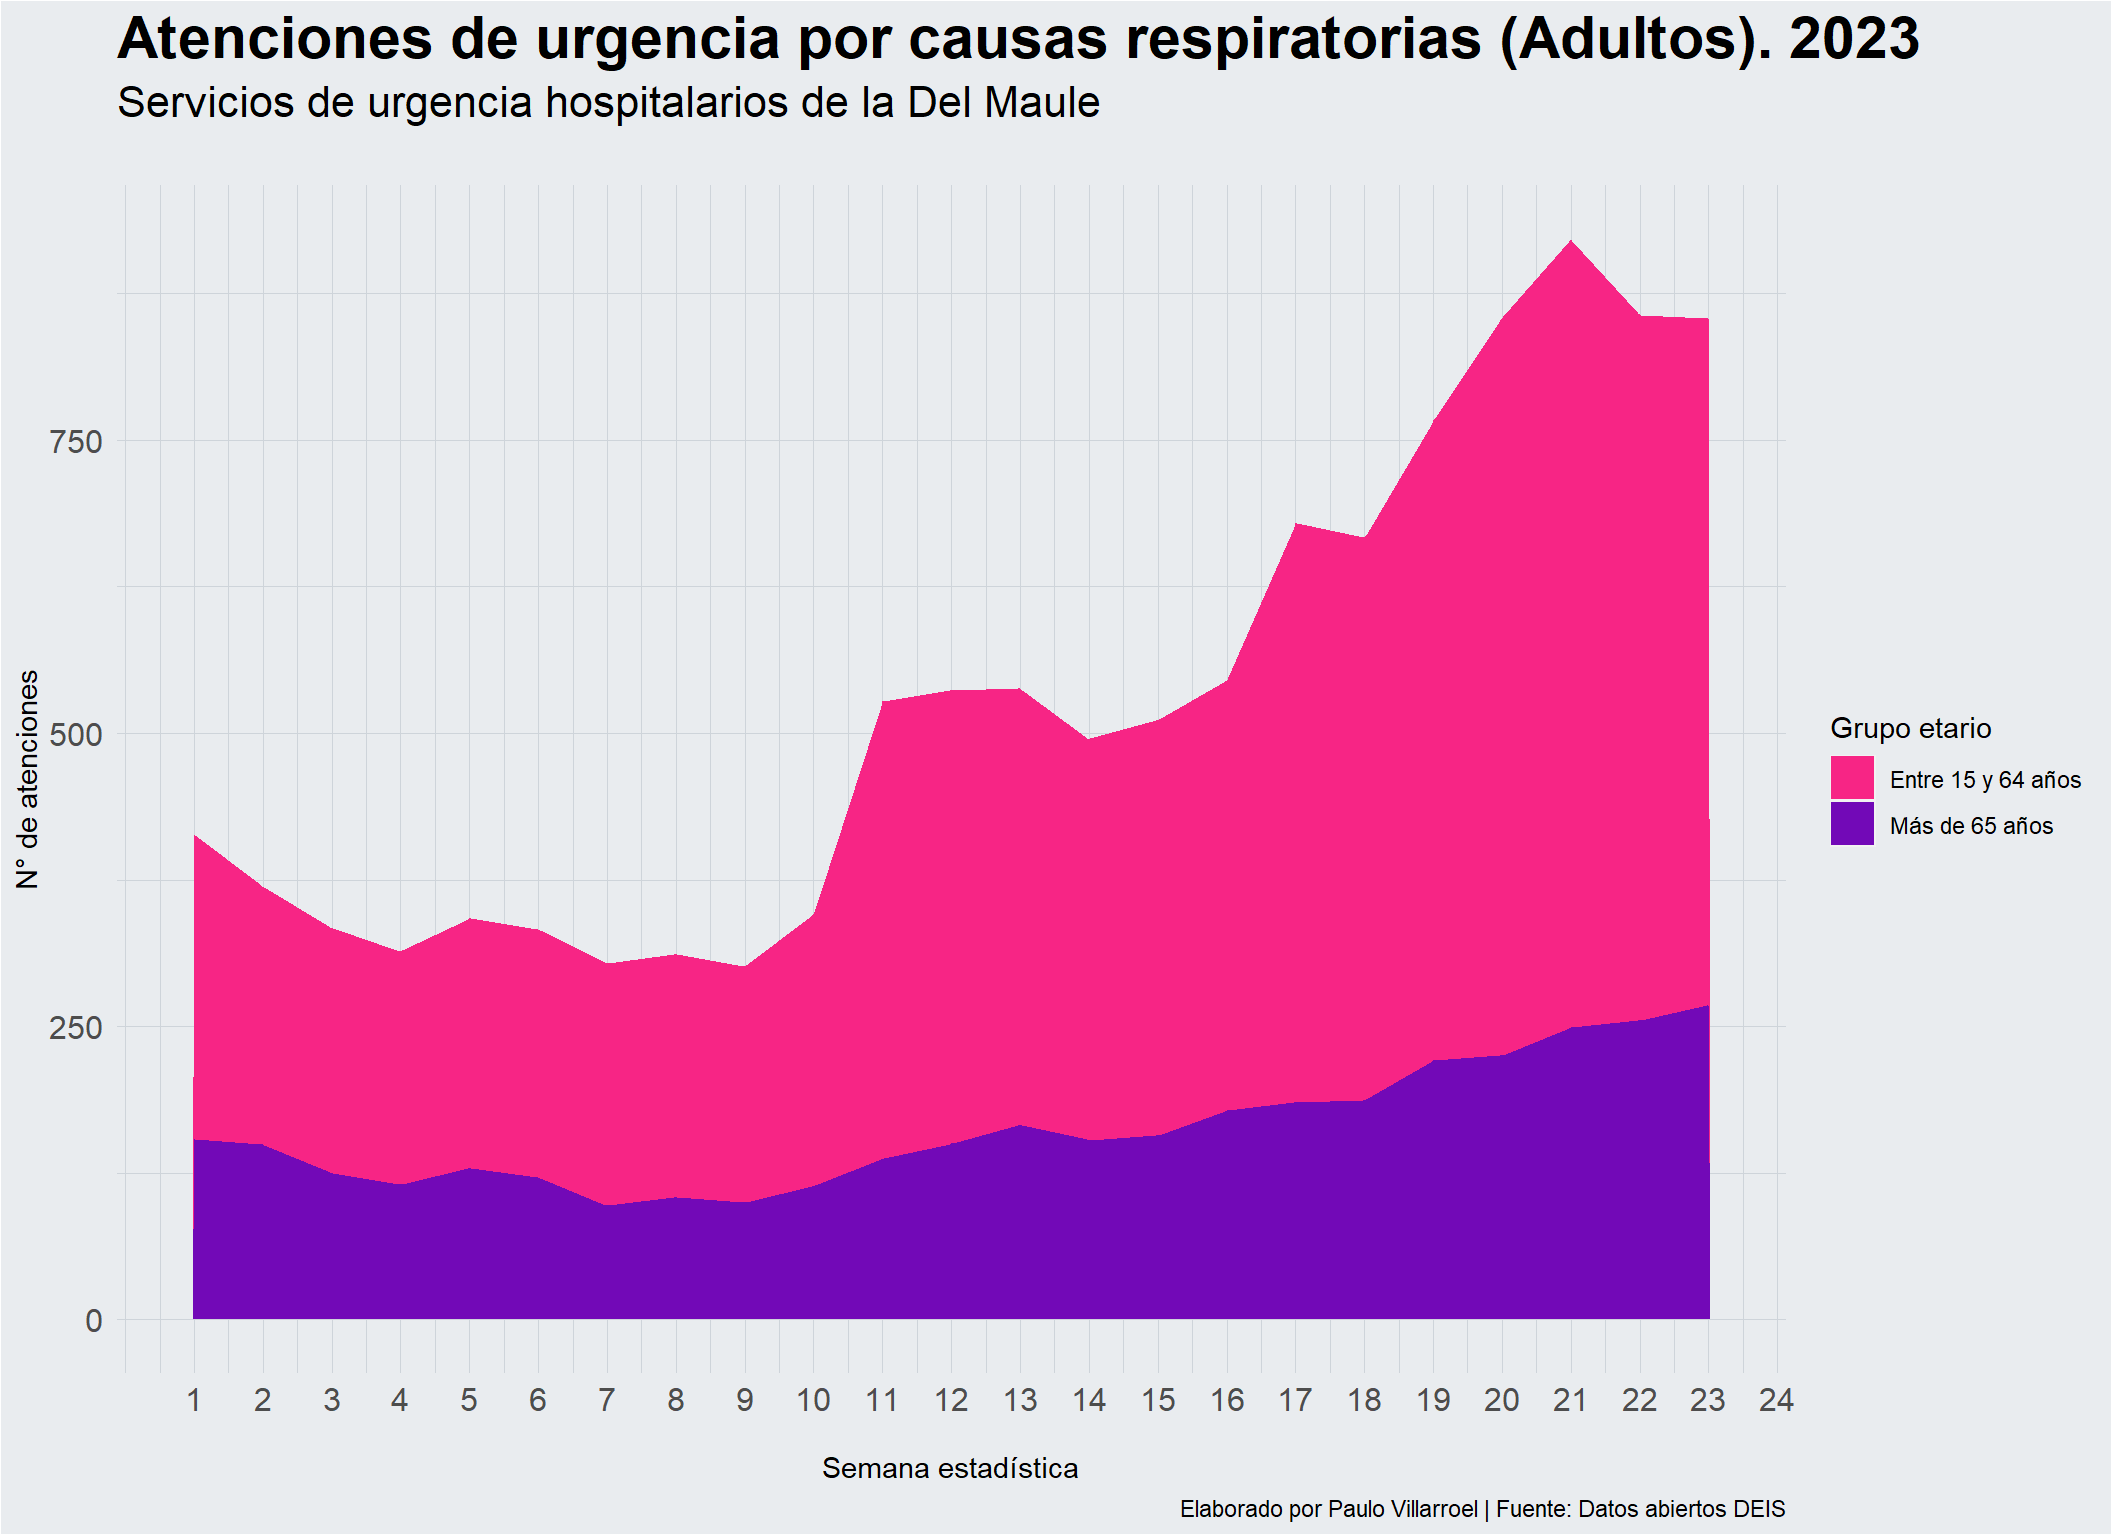 Atenciones de urgencia por causas respiratorias (Adultos). 2023
Servicios de urgencia hospitalarios de la Del Maule
N° de atenciones
750
500
250
0
Grupo etario
Entre 15 y 64 años
Más de 65 años
1 2 3 4 5 6 7 8 9 10 11 12 13 14 15 16 17 18 19 20 21 22 23 24
Semana estadística
Elaborado por Paulo Villarroel | Fuente: Datos abiertos DEIS